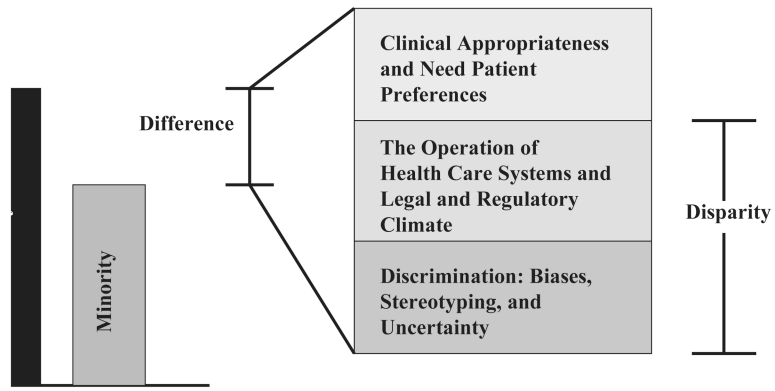 Clinical Appropriateness
and Need Patient
Preferences
Difference
The Operation of
Health Care Systems and
Legal and Regulatory
Climate
Disparity
Minority
Discrimination: Biases,
Stereotyping, and
Uncertainty